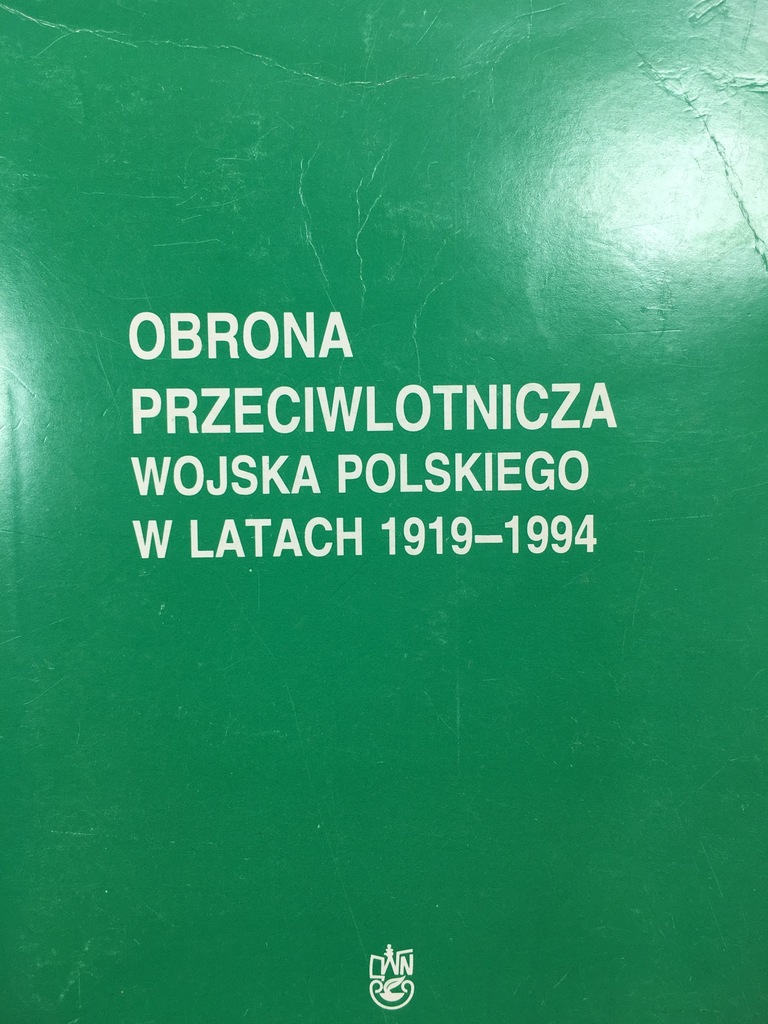 OBRONA
PRZECIWLOTNICZA
WOJSKA POLSKIEGO
W LATACH 1919–1994